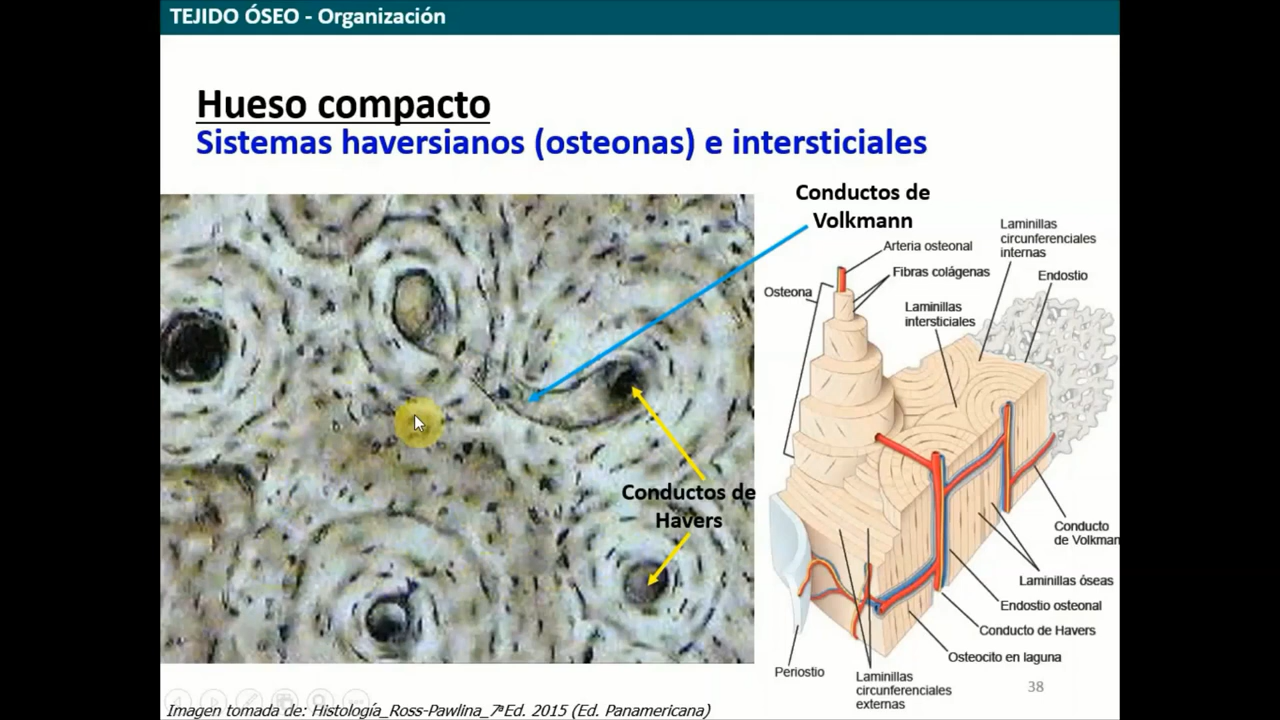 TEJIDO ÓSEO - Organización
Hueso compacto
Sistemas haversianos (osteonas) e intersticiales
Conductos de
Volkmann
Conductos de
Havers
Arteria osteonal
Fibras colágenas
Osteona
Laminillas
intersticiales
Laminillas
circunferenciales
internas
Endostio
Conducto
de Volkman
Laminillas óseas
Endostio osteonal
Conducto de Havers
Osteocito en laguna
Periostio
Laminillas
circunferenciales
externas
38
Imagen tomada de: Histología_Ross-Pawlina_7ªEd. 2015 (Ed. Panamericana)